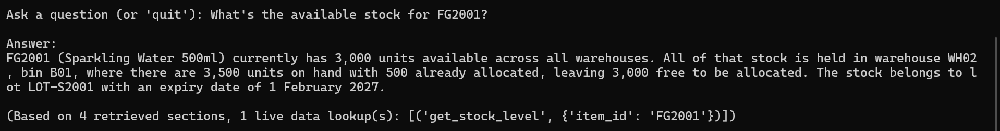 Ask a question (or 'quit'): What's the available stock for FG2001?
Answer:
FG2001 (Sparkling Water 500ml) currently has 3,000 units available across all warehouses. All of that stock is held in warehouse WH02
, bin B01, where there are 3,500 units on hand with 500 already allocated, leaving 3,000 free to be allocated. The stock belongs to l
ot LOT-S2001 with an expiry date of 1 February 2027.
(Based on 4 retrieved sections, 1 live data lookup(s): [('get_stock_level', {'item_id': 'FG2001'})])